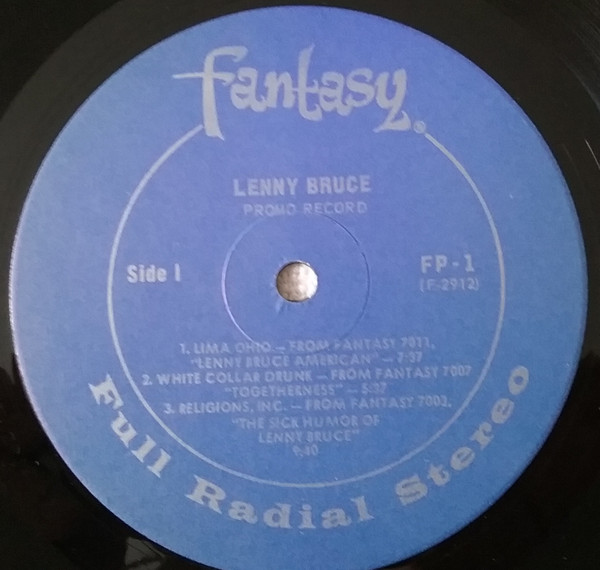 fantasy®
LENNY BRUCE
PROMO RECORD
Side I
FP-1
(F-2912)
1. LIMA OHIO — FROM FANTASY 7011,
"LENNY BRUCE AMERICAN" — 7:37
2. WHITE COLLAR DRUNK — FROM FANTASY 7007
"TOGETHERNESS" — 5:37
3. RELIGIONS, INC. — FROM FANTASY 7003,
"THE SICK HUMOR OF
LENNY BRUCE"
9:40
Full Radial Stereo